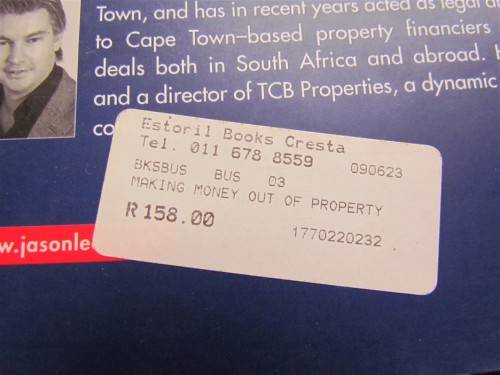 Town, and has in recent years acted as legal
to Cape Town–based property financiers
deals both in South Africa and abroad.
and a director of TCB Properties, a dynamic
Estoril Books Cresta
Tel. 011 678 8559 090623
BKSBUS BUS 03
MAKING MONEY OUT OF PROPERTY
R158.00
1770220232
w.jasonle